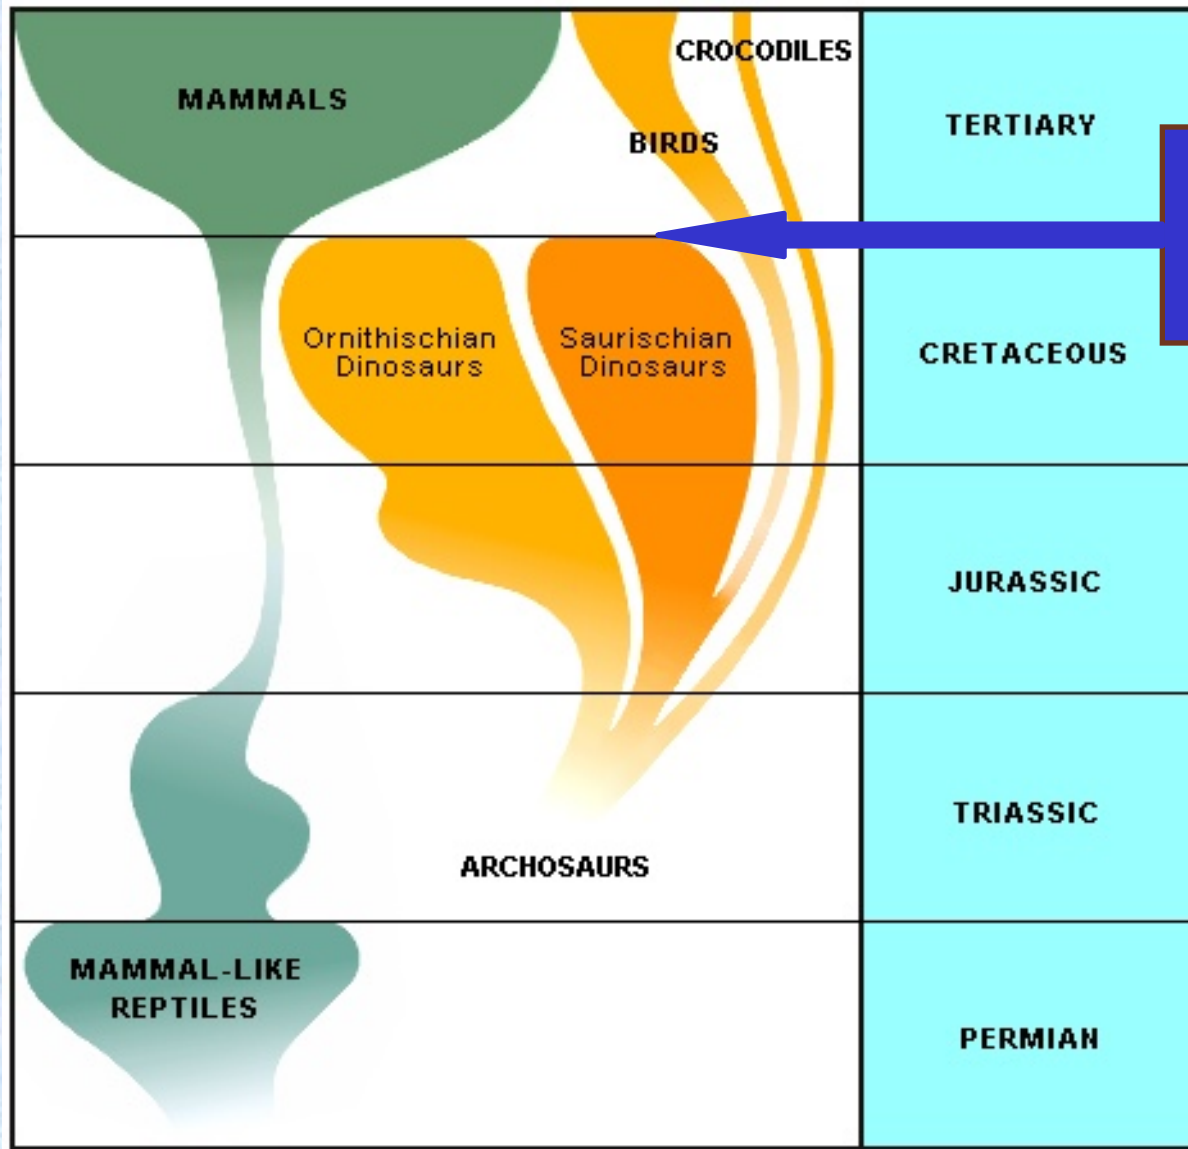 CROCODILES
MAMMALS
BIRDS
TERTIARY
Ornithischian
Dinosaurs
Saurischian
Dinosaurs
CRETACEOUS
JURASSIC
TRIASSIC
ARCHOSAURS
MAMMAL-LIKE
REPTILES
PERMIAN